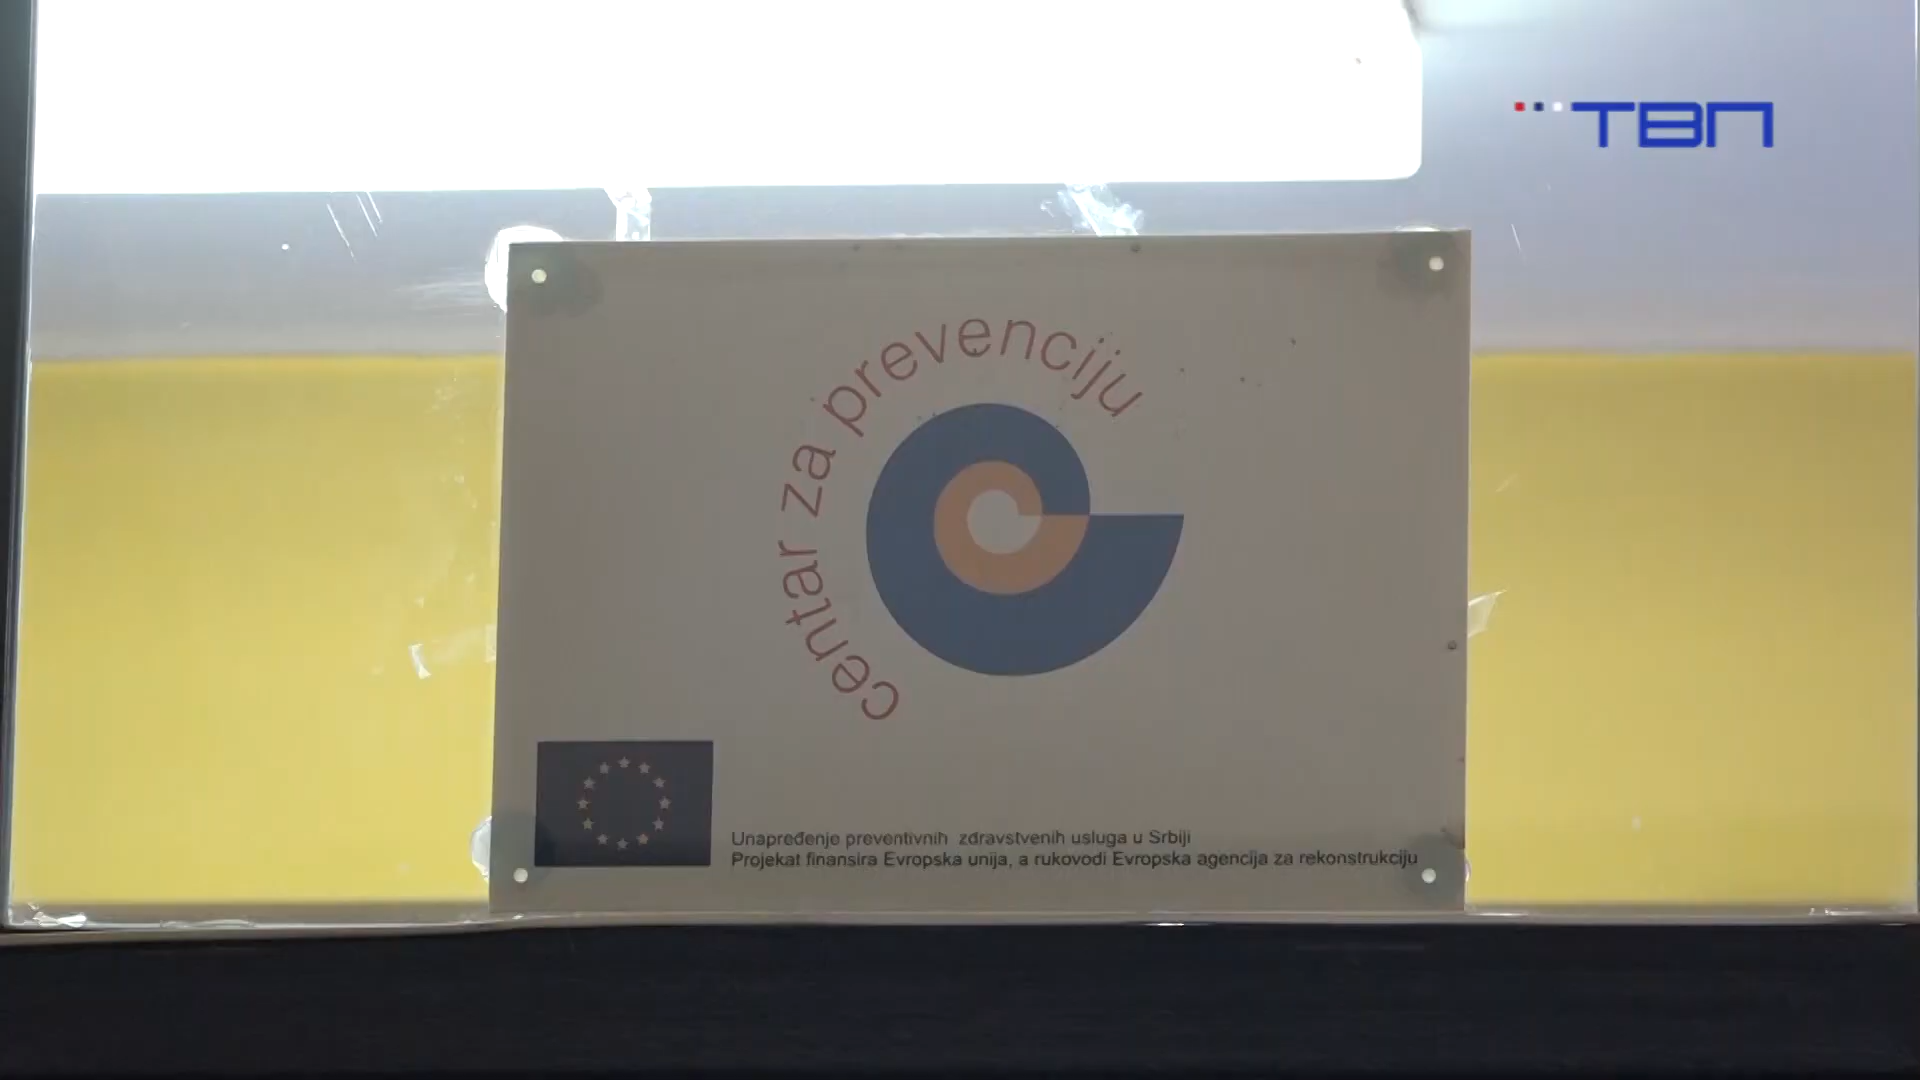 ТВП
centar za prevenciju
Unapređenje preventivnih zdravstvenih usluga u Srbiji
Projekat finansira Evropska unija, a rukovodi Evropska agencija za rekonstrukciju